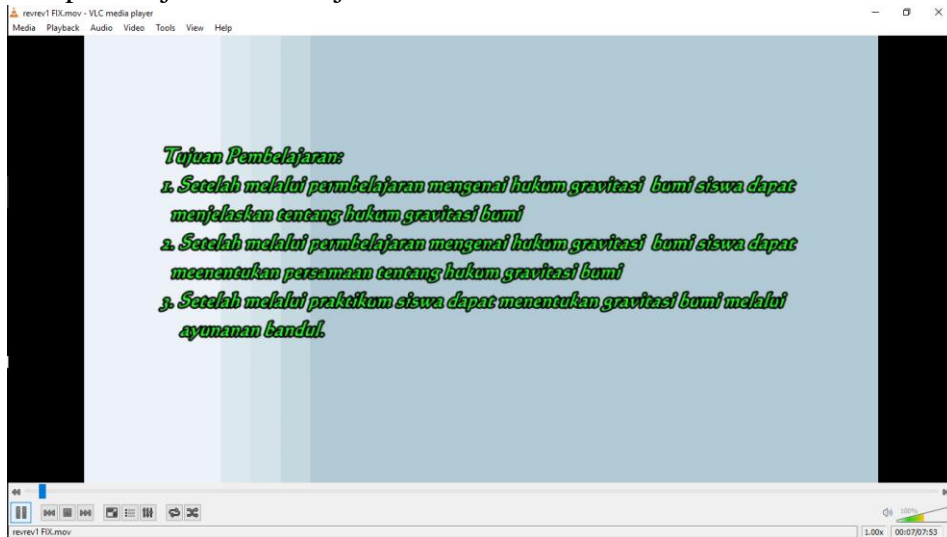 revrev1 FIX.mov - VLC media player
Media Playback Audio Video Tools View Help
Tujuan Pembelajaran:
1. Setelah melalui permbelajaran mengenai hukum gravitasi bumi siswa dapat
menjelaskan tentang hukum gravitasi bumi
2. Setelah melalui permbelajaran mengenai hukum gravitasi bumi siswa dapat
meenentukan persamaan tentang hukum gravitasi bumi
3. Setelah melalui praktikum siswa dapat menentukan gravitasi bumi melalui
ayunanan bandul.
100%
revrev1 FIX.mov 1.00x 00:07/07:53